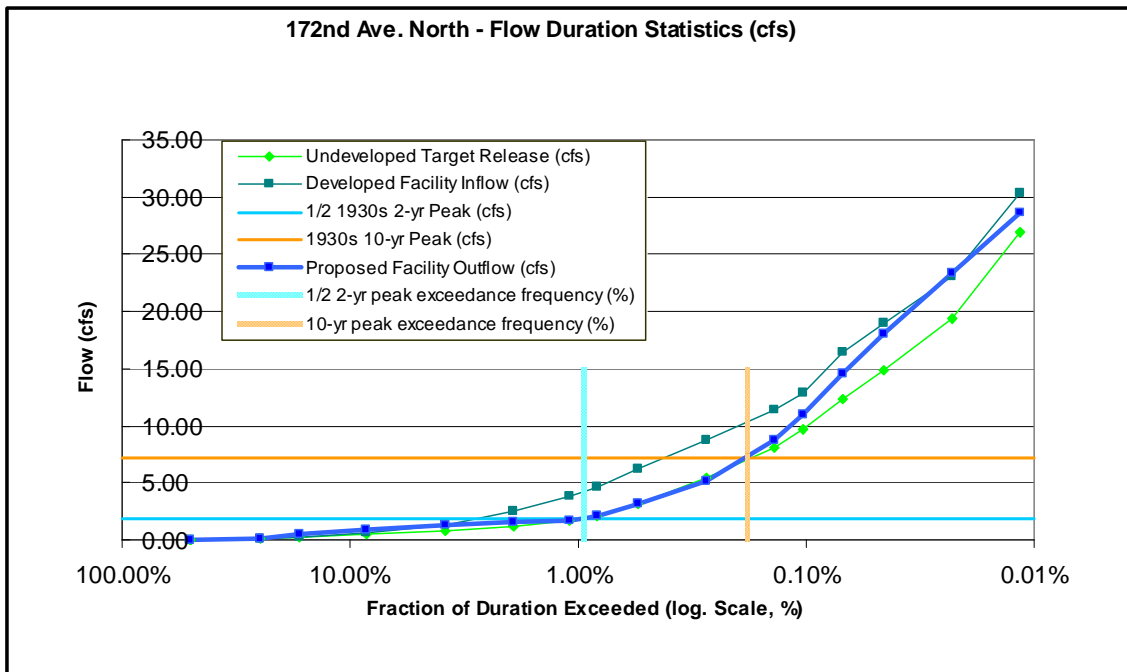 172nd Ave. North - Flow Duration Statistics (cfs)
35.00
30.00
25.00
20.00
15.00
10.00
5.00
0.00
Flow (cfs)
Undeveloped Target Release (cfs)
Developed Facility Inflow (cfs)
1/2 1930s 2-yr Peak (cfs)
1930s 10-yr Peak (cfs)
Proposed Facility Outflow (cfs)
1/2 2-yr peak exceedance frequency (%)
10-yr peak exceedance frequency (%)
100.00% 10.00% 1.00% 0.10% 0.01%
Fraction of Duration Exceeded (log. Scale, %)